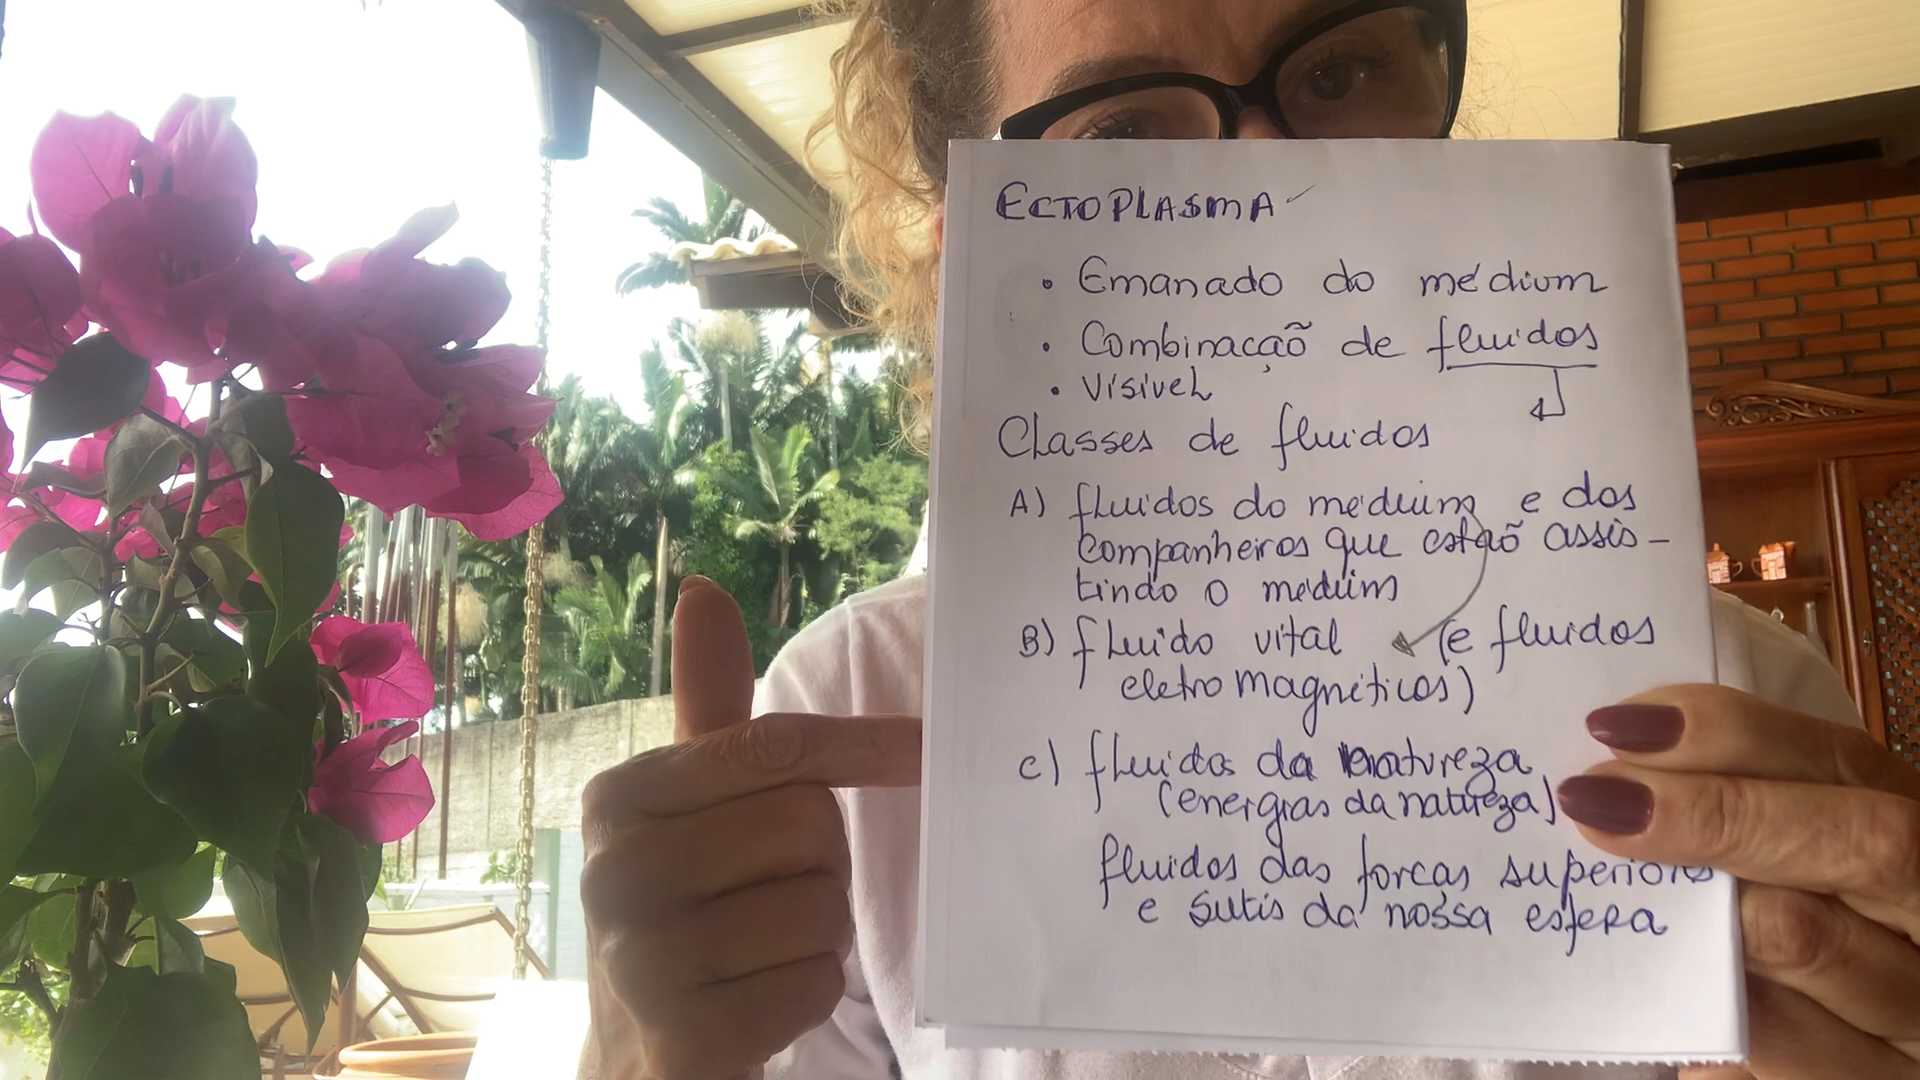 ECTOPLASMA
• Emanado do médium
• Combinação de fluidos
• Visível
Classes de fluidos
A) fluidos do medium e dos
companheiros que estão assis-
tindo o medium
B) fluido vital (e fluidos
eletromagnéticos)
C) fluidos da natureza
(energias da natureza)
fluidos das forças superiores
e sutis da nossa esfera